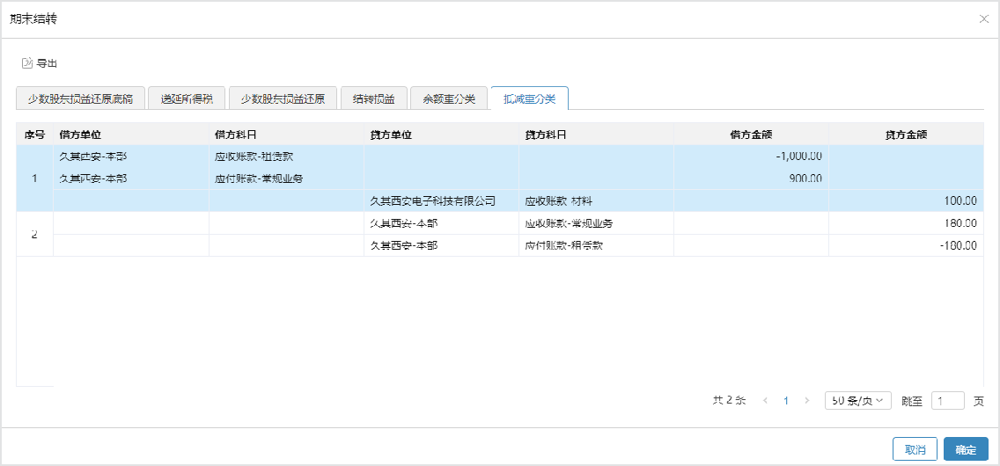 期末结转
导出
少数股东损益还原底稿 递延所得税 少数股东损益还原 结转损益 余额重分类 抵减重分类
序号 借方单位 借方科目 贷方单位 贷方科目 借方金额 贷方金额
久其西安-本部 应收账款-租赁款 -1,000.00
1 久其西安-本部 应付账款-常规业务 900.00
久其西安电子科技有限公司 应收账款-材料 100.00
2 久其西安-本部 应收账款-常规业务 180.00
久其西安-本部 应付账款-租赁款 -180.00
共 2 条 1 50 条/页 跳至 1 页
取消 确定